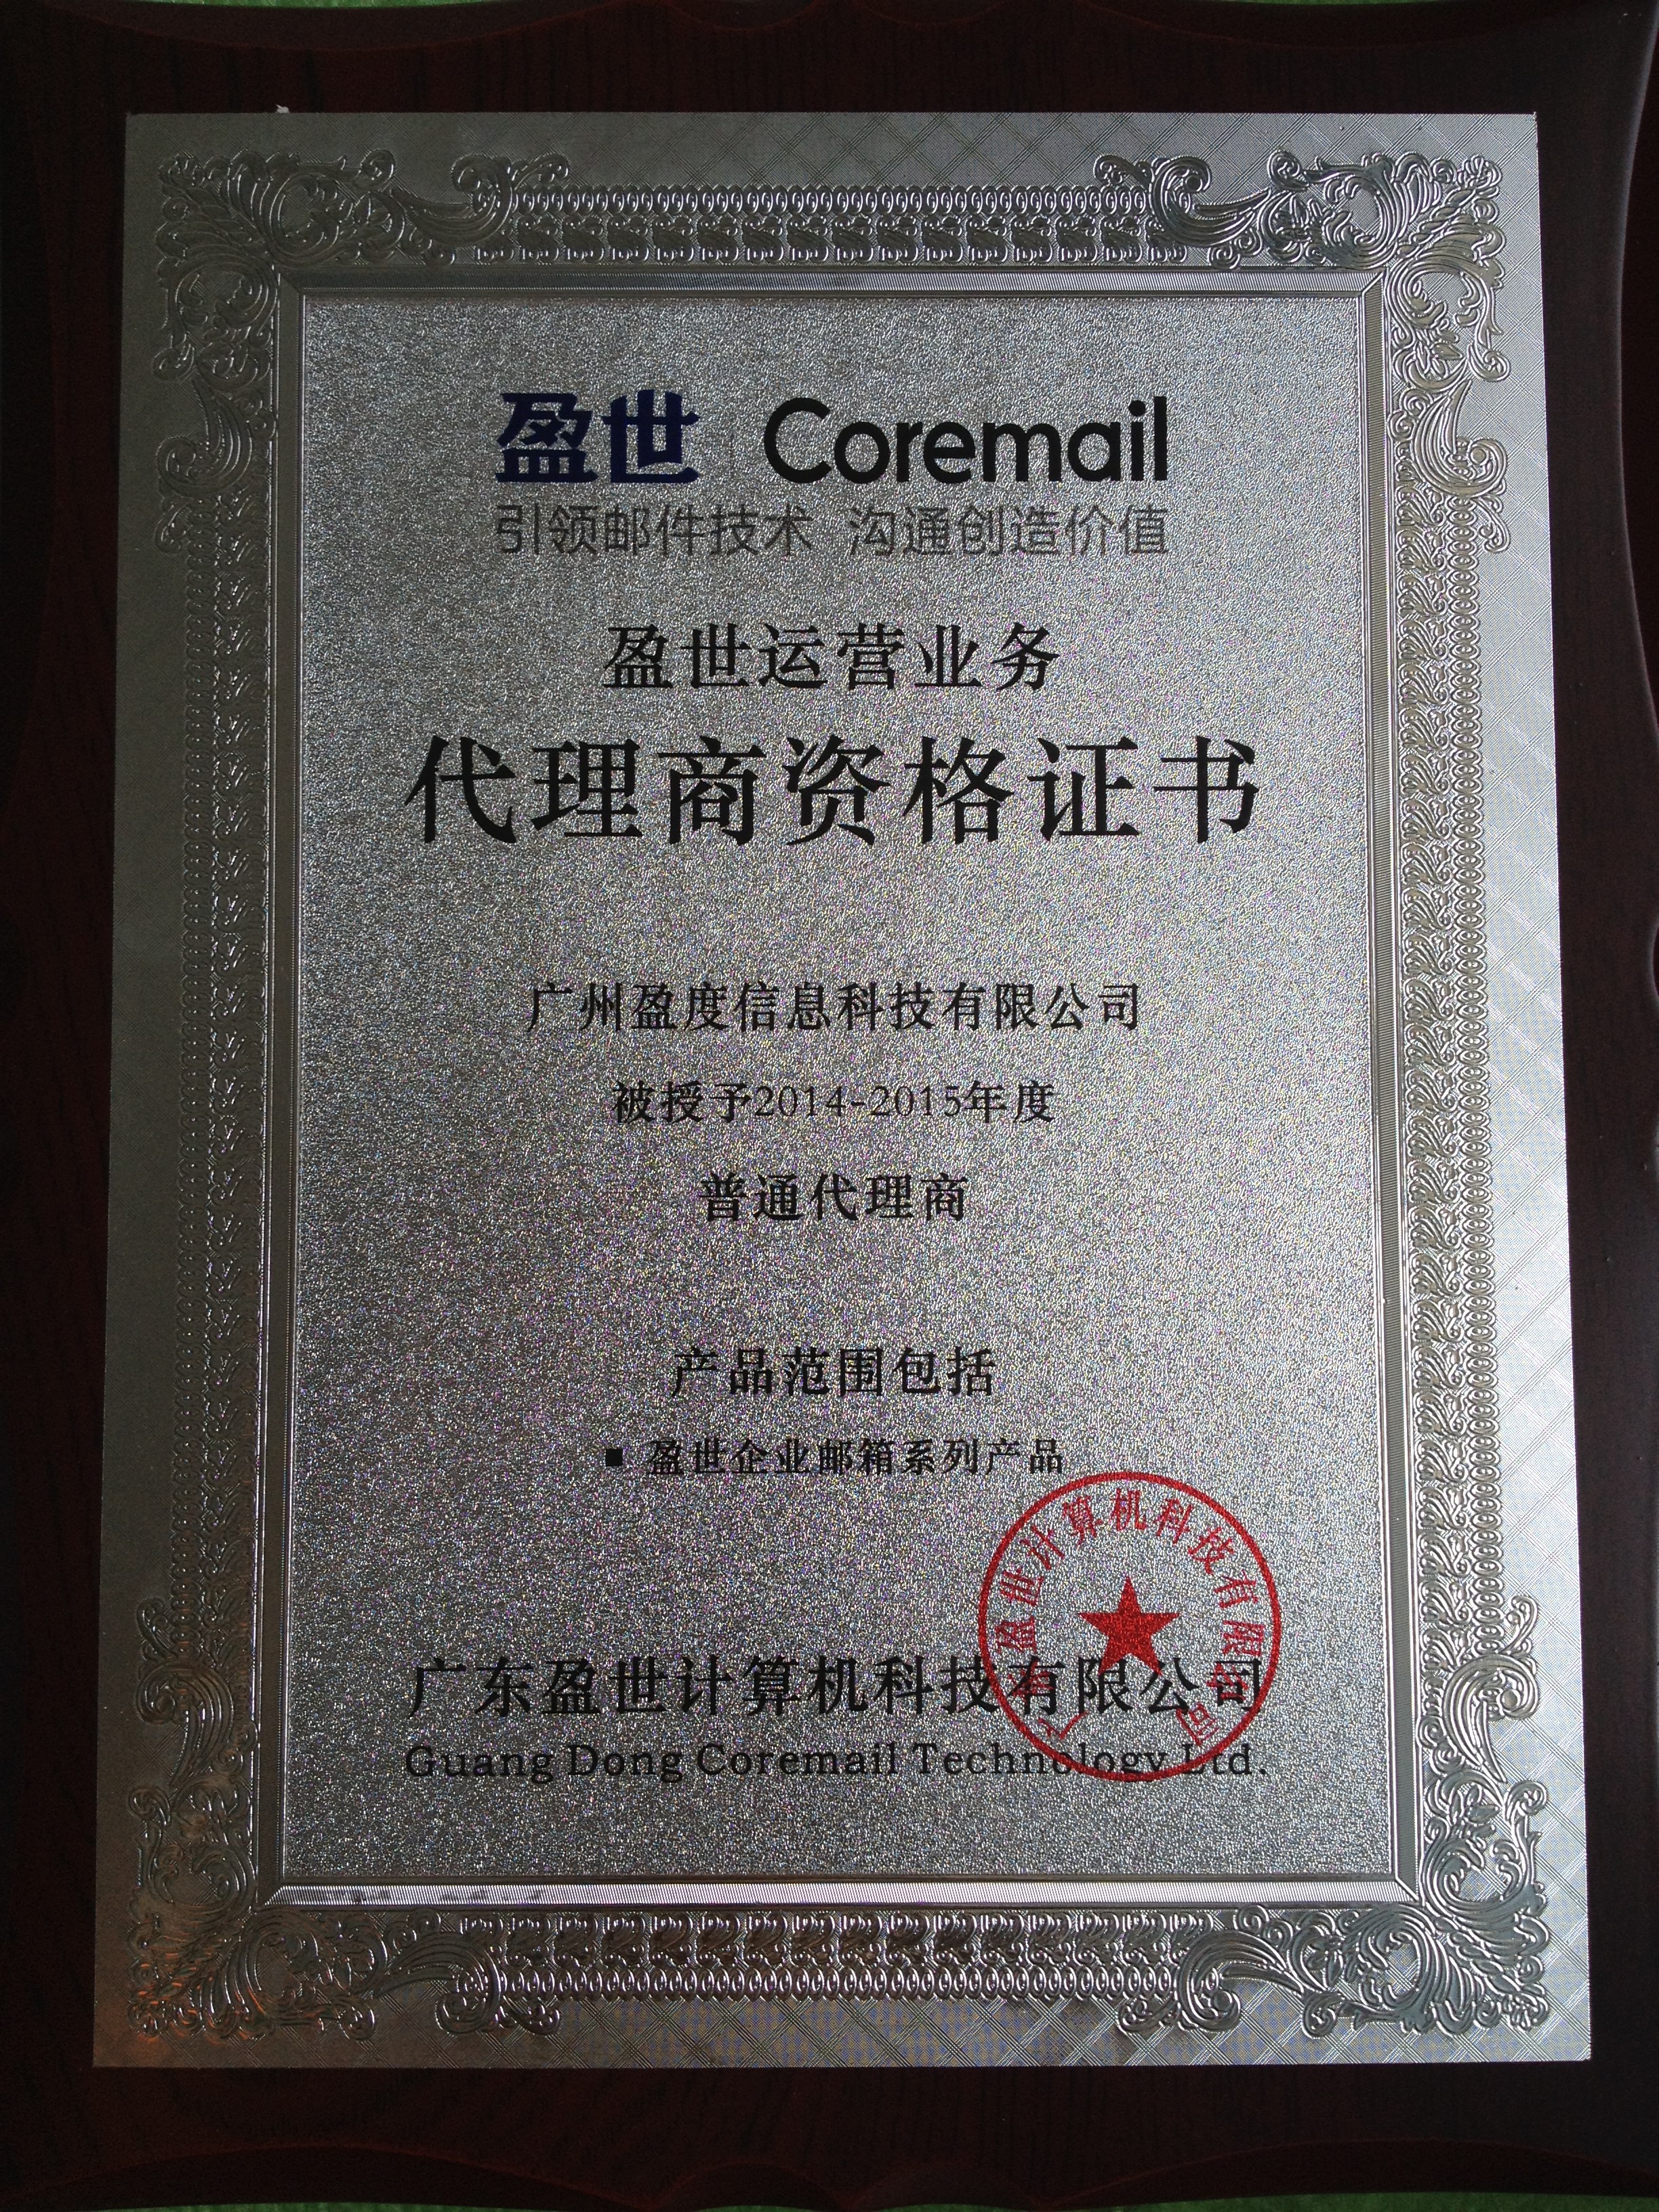 盈世 Coremail
引领邮件技术 沟通创造价值
盈世运营业务
代理商资格证书
广州盈度信息科技有限公司
被授予2014-2015年度
普通代理商
产品范围包括
▪ 盈世企业邮箱系列产品
广东盈世计算机科技有限公司
Guang Dong Coremail Technology Ltd.
盈世计算机科技有限公司